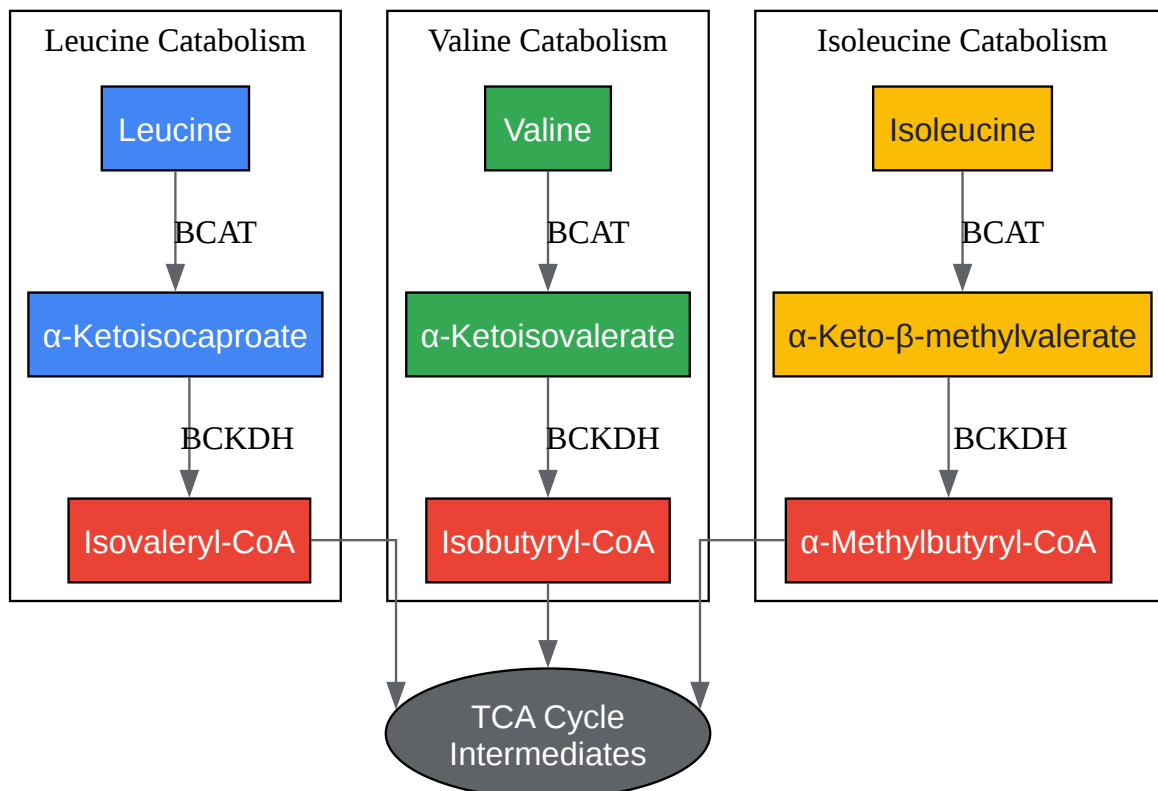 Leucine Catabolism
Valine Catabolism
Isoleucine Catabolism
Leucine
Valine
Isoleucine
BCAT
BCAT
BCAT
α-Ketoisocaproate
α-Ketoisovalerate
α-Keto-β-methylvalerate
BCKDH
BCKDH
BCKDH
Isovaleryl-CoA
Isobutyryl-CoA
α-Methylbutyryl-CoA
TCA Cycle
Intermediates